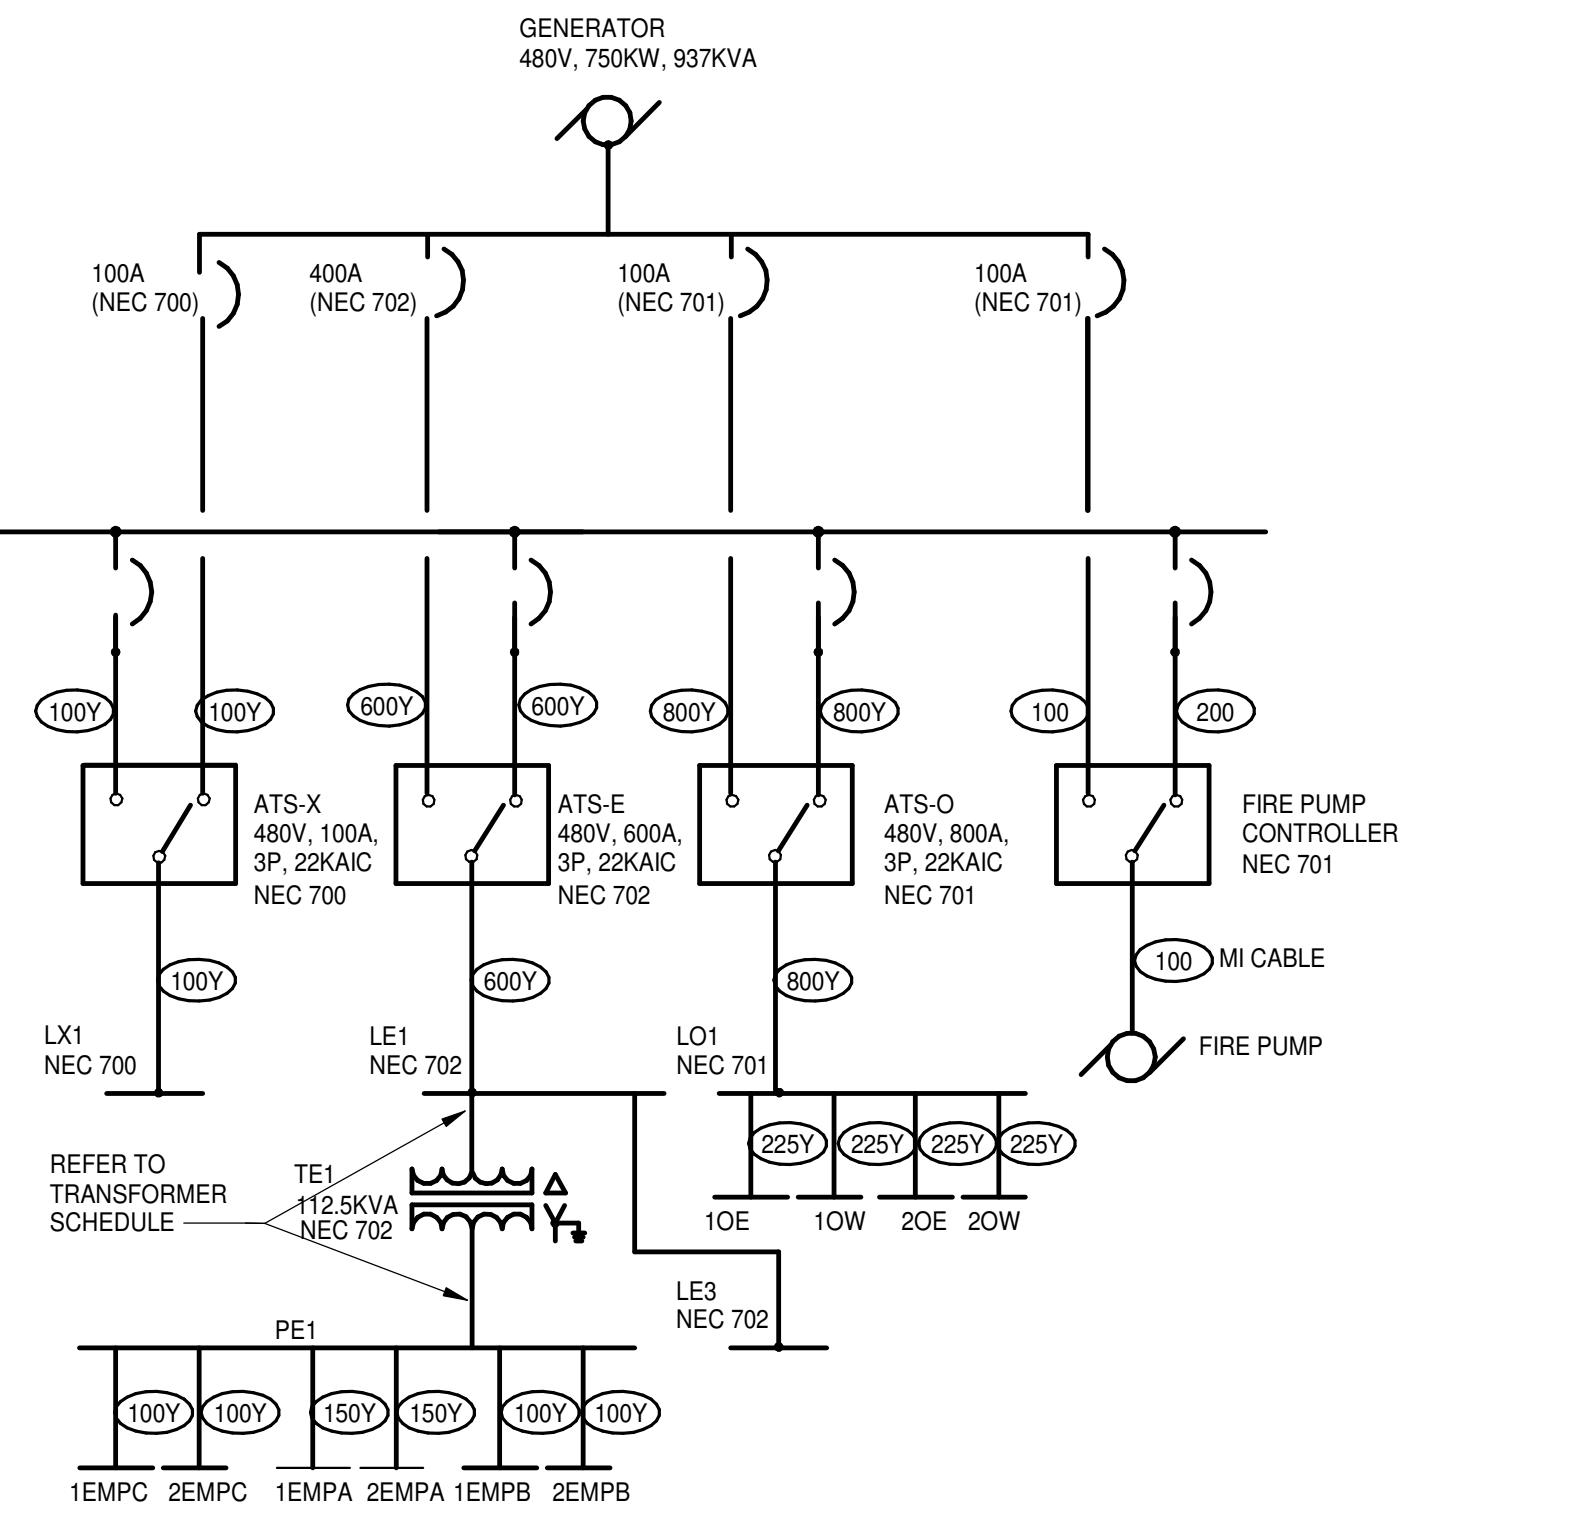 GENERATOR
480V, 750KW, 937KVA
100A
(NEC 700)
400A
(NEC 702)
100A
(NEC 701)
100A
(NEC 701)
100Y
100Y
600Y
600Y
800Y
800Y
100
200
ATS-X
480V, 100A,
3P, 22KAIC
NEC 700
ATS-E
480V, 600A,
3P, 22KAIC
NEC 702
ATS-O
480V, 800A,
3P, 22KAIC
NEC 701
FIRE PUMP
CONTROLLER
NEC 701
100Y
600Y
800Y
100
MI CABLE
LX1
NEC 700
LE1
NEC 702
LO1
NEC 701
FIRE PUMP
225Y
225Y
225Y
225Y
REFER TO
TRANSFORMER
SCHEDULE
TE1
112.5KVA
NEC 702
1OE
1OW
2OE
2OW
LE3
NEC 702
PE1
100Y
100Y
150Y
150Y
100Y
100Y
1EMPC
2EMPC
1EMPA
2EMPA
1EMPB
2EMPB